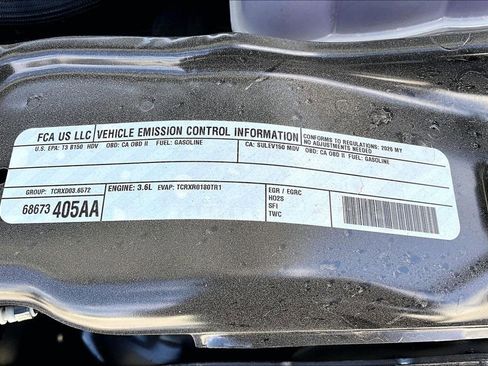 FCA US LLC VEHICLE EMISSION CONTROL INFORMATION CONFORMS TO REGULATIONS: 2026 MY
NO ADJUSTMENTS NEEDED.
U.S. EPA: T3 B150 HDV OBD: CA OBD II FUEL: GASOLINE CA: SULEV150 MDV OBD: CA OBD II FUEL: GASOLINE
GROUP: TCRXD03.6572 ENGINE: 3.6L EVAP: TCRXR0180TR1 EGR / EGRC
HO2S
SFI
TWC
68673 405AA